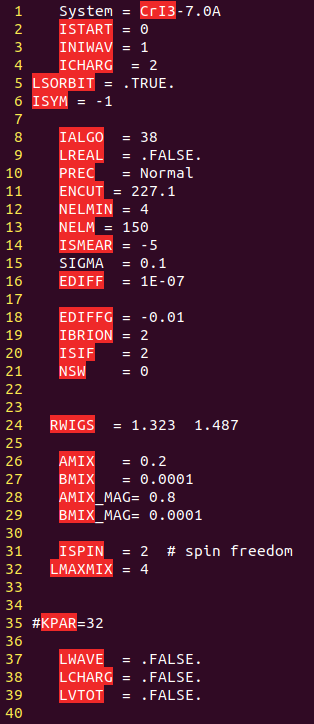 1 System = CrI3-7.0A
2 ISTART = 0
3 INIWAV = 1
4 ICHARG = 2
5 LSORBIT = .TRUE.
6 ISYM = -1
7
8 IALGO = 38
9 LREAL = .FALSE.
10 PREC = Normal
11 ENCUT = 227.1
12 NELMIN = 4
13 NELM = 150
14 ISMEAR = -5
15 SIGMA = 0.1
16 EDIFF = 1E-07
17
18 EDIFFG = -0.01
19 IBRION = 2
20 ISIF = 2
21 NSW = 0
22
23
24 RWIGS = 1.323 1.487
25
26 AMIX = 0.2
27 BMIX = 0.0001
28 AMIX_MAG= 0.8
29 BMIX_MAG= 0.0001
30
31 ISPIN = 2 # spin freedom
32 LMAXMIX = 4
33
34
35 #KPAR=32
36
37 LWAVE = .FALSE.
38 LCHARG = .FALSE.
39 LVTOT = .FALSE.
40